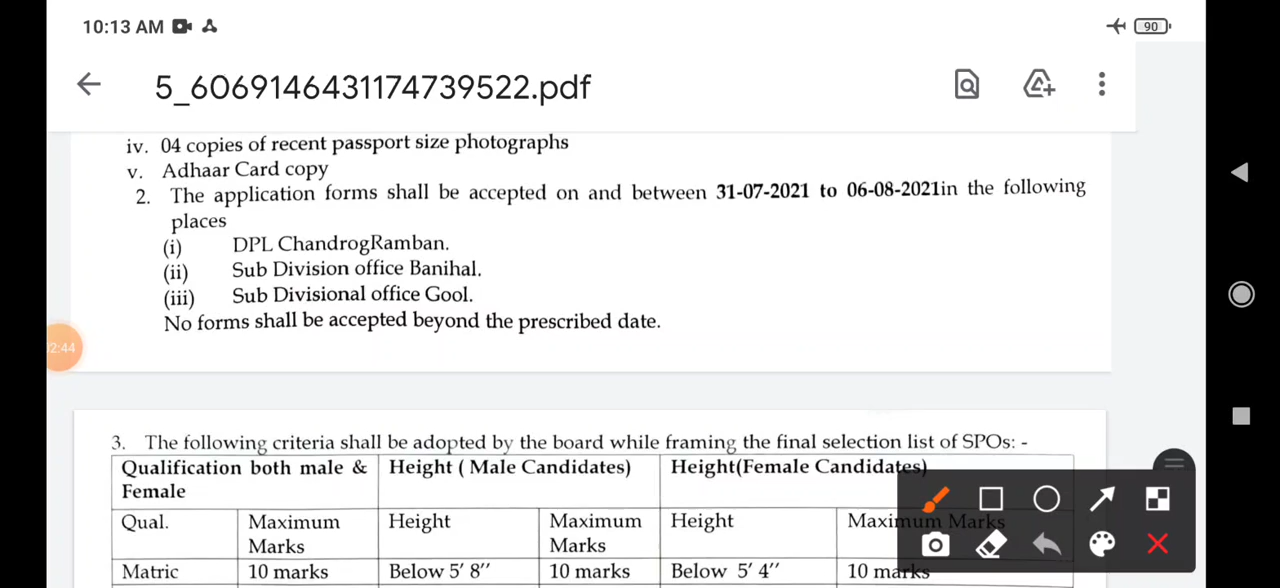 10:13 AM 90
5_6069146431174739522.pdf
iv. 04 copies of recent passport size photographs
v. Adhaar Card copy
2. The application forms shall be accepted on and between 31-07-2021 to 06-08-2021in the following
places
(i) DPL ChandrogRamban.
(ii) Sub Division office Banihal.
(iii) Sub Divisional office Gool.
No forms shall be accepted beyond the prescribed date.
2:44
3. The following criteria shall be adopted by the board while framing the final selection list of SPOs: -
Qualification both male & Height ( Male Candidates) Height(Female Candidates)
Female
Qual. Maximum Height Maximum Height Maximum Marks
Marks Marks
Matric 10 marks Below 5' 8'' 10 marks Below 5' 4'' 10 marks